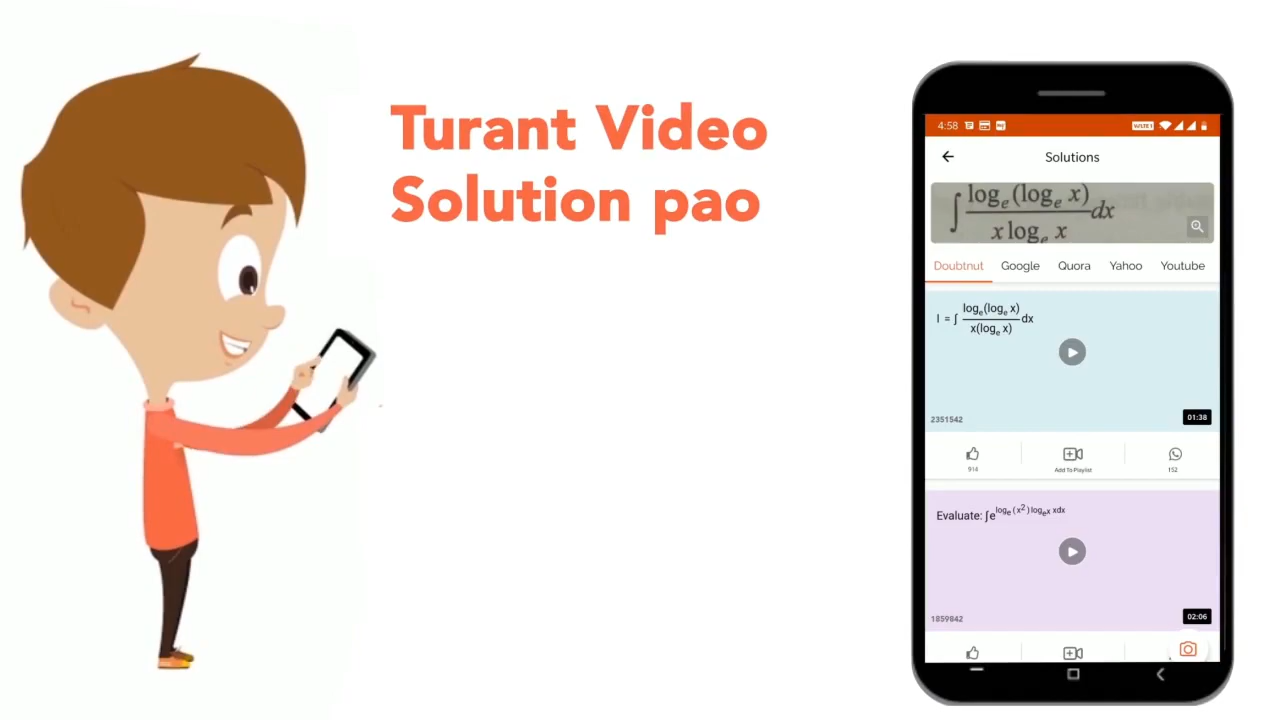 Turant Video
Solution pao
4:58
VoLTE1
Solutions
∫ logₑ (logₑ x) / x logₑ x dx
Doubtnut Google Quora Yahoo Youtube
I = ∫ logₑ(logₑ x) / x(logₑ x) dx
2351542 01:38
914 Add To Playlist 152
Evaluate: ∫e^logₑ (x²) logₑx xdx
1859842 02:06